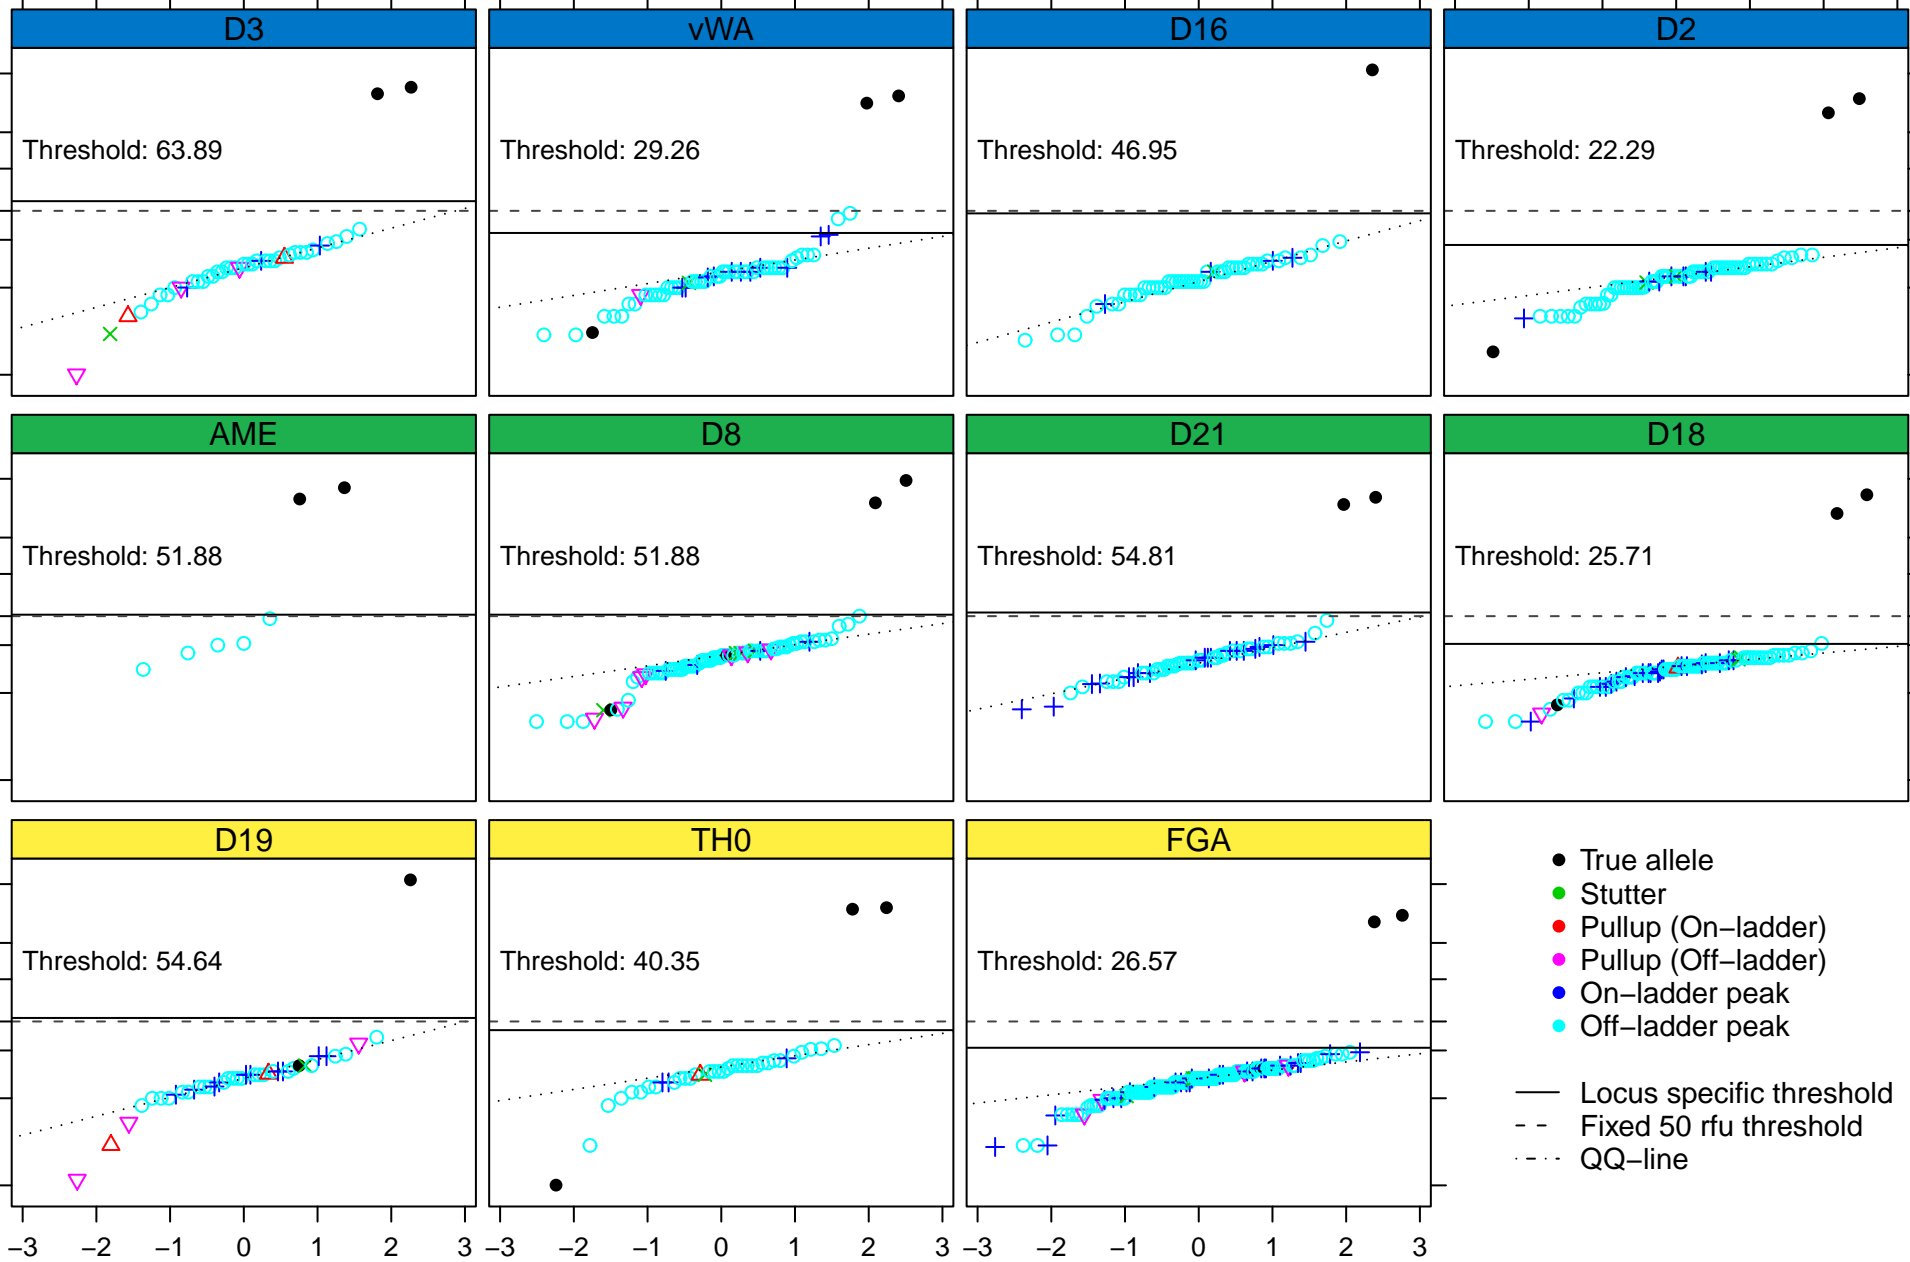 D3 vWA D16 D2
Threshold: 63.89 Threshold: 29.26 Threshold: 46.95 Threshold: 22.29
AME D8 D21 D18
Threshold: 51.88 Threshold: 51.88 Threshold: 54.81 Threshold: 25.71
D19 TH0 FGA
Threshold: 54.64 Threshold: 40.35 Threshold: 26.57
True allele
Stutter
Pullup (On−ladder)
Pullup (Off−ladder)
On−ladder peak
Off−ladder peak
Locus specific threshold
Fixed 50 rfu threshold
QQ−line
−3 −2 −1 0 1 2 3 −3 −2 −1 0 1 2 3 −3 −2 −1 0 1 2 3